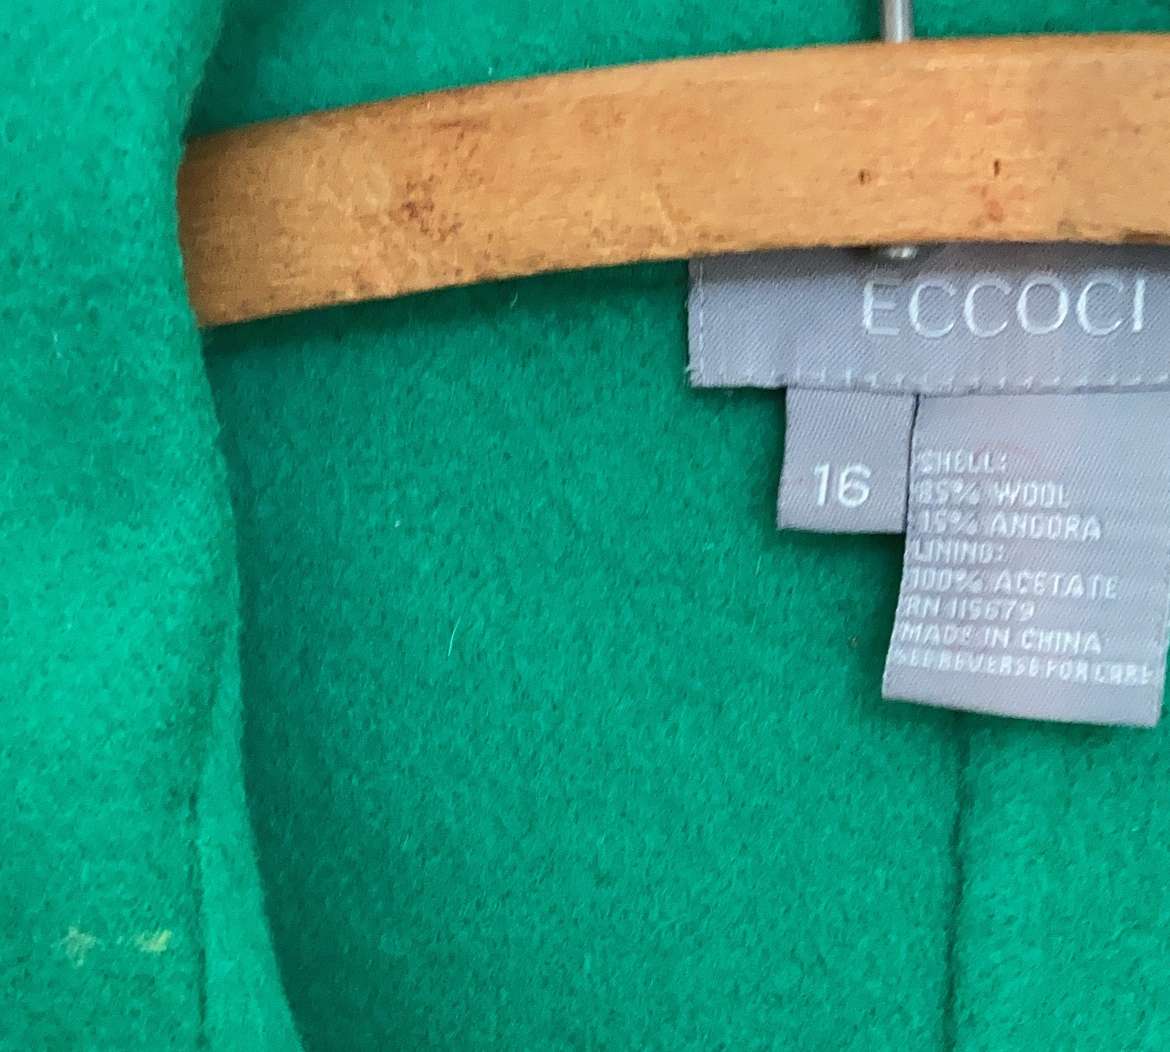 ECCOCI
16
SHELL:
85% WOOL
15% ANGORA
LINING:
100% ACETATE
RN 115679
MADE IN CHINA
SEE REVERSE FOR CARE